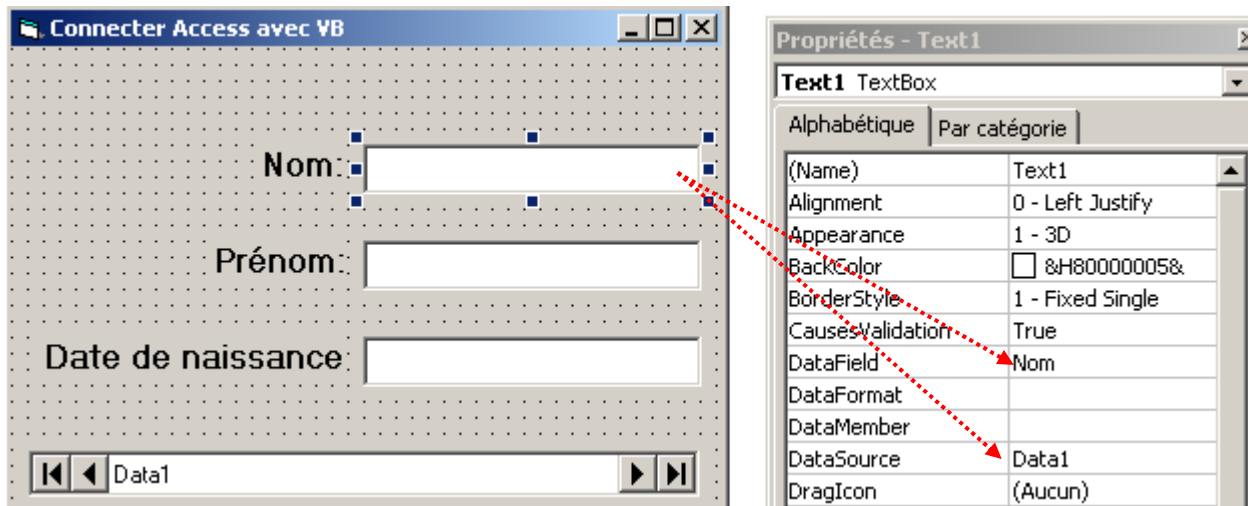 Connecter Access avec VB
Nom:
Prénom:
Date de naissance
Data1
Propriétés - Text1
Text1 TextBox
Alphabétique Par catégorie
(Name) Text1
Alignment 0 - Left Justify
Appearance 1 - 3D
BackColor &H80000005&
BorderStyle 1 - Fixed Single
CausesValidation True
DataField Nom
DataFormat
DataMember
DataSource Data1
DragIcon (Aucun)